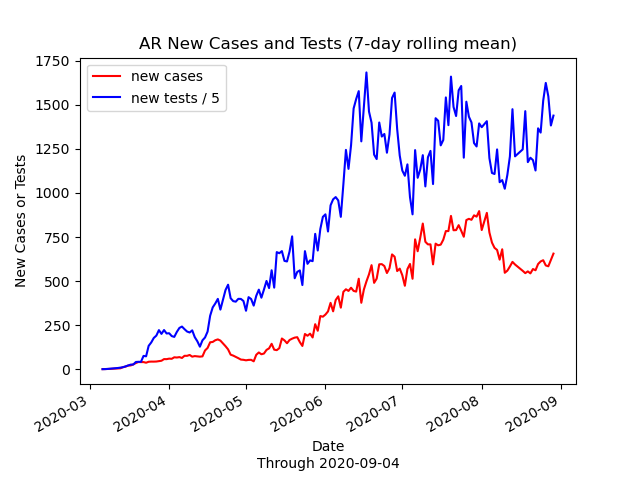 AR New Cases and Tests (7-day rolling mean)
new cases
new tests / 5
New Cases or Tests
1750
1500
1250
1000
750
500
250
0
2020-03
2020-04
2020-05
2020-06
2020-07
2020-08
2020-09
Date
Through 2020-09-04